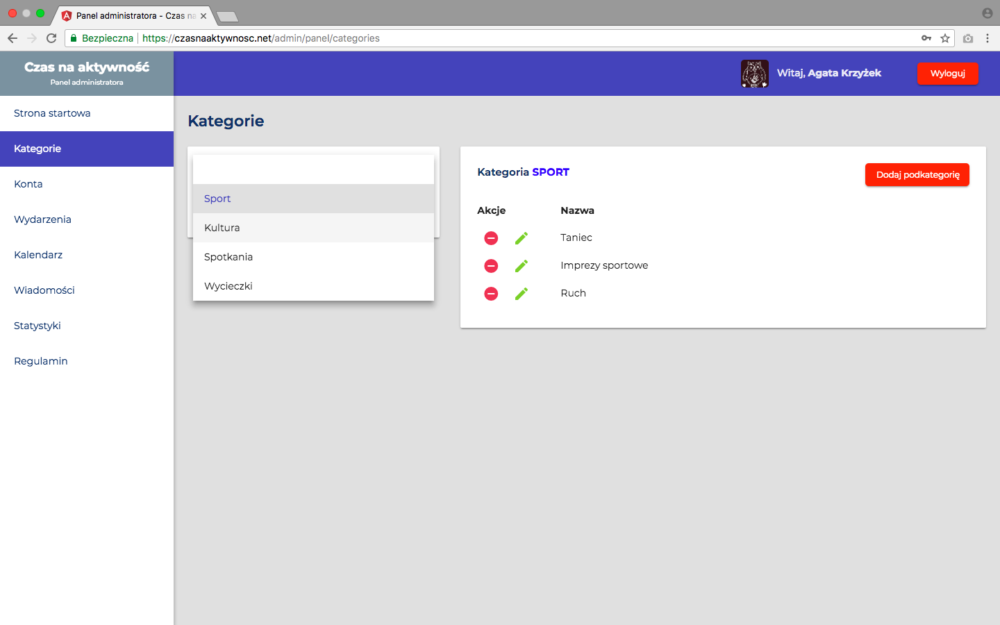 Panel administratora - Czas na
Bezpieczna https://czasnaaktywnosc.net/admin/panel/categories
Czas na aktywność
Panel administratora
Witaj, Agata Krzyżek
Wyloguj
Strona startowa
Kategorie
Konta
Wydarzenia
Kalendarz
Wiadomości
Statystyki
Regulamin
Kategorie
Sport
Kultura
Spotkania
Wycieczki
Kategoria SPORT
Dodaj podkategorię
Akcje Nazwa
Taniec
Imprezy sportowe
Ruch